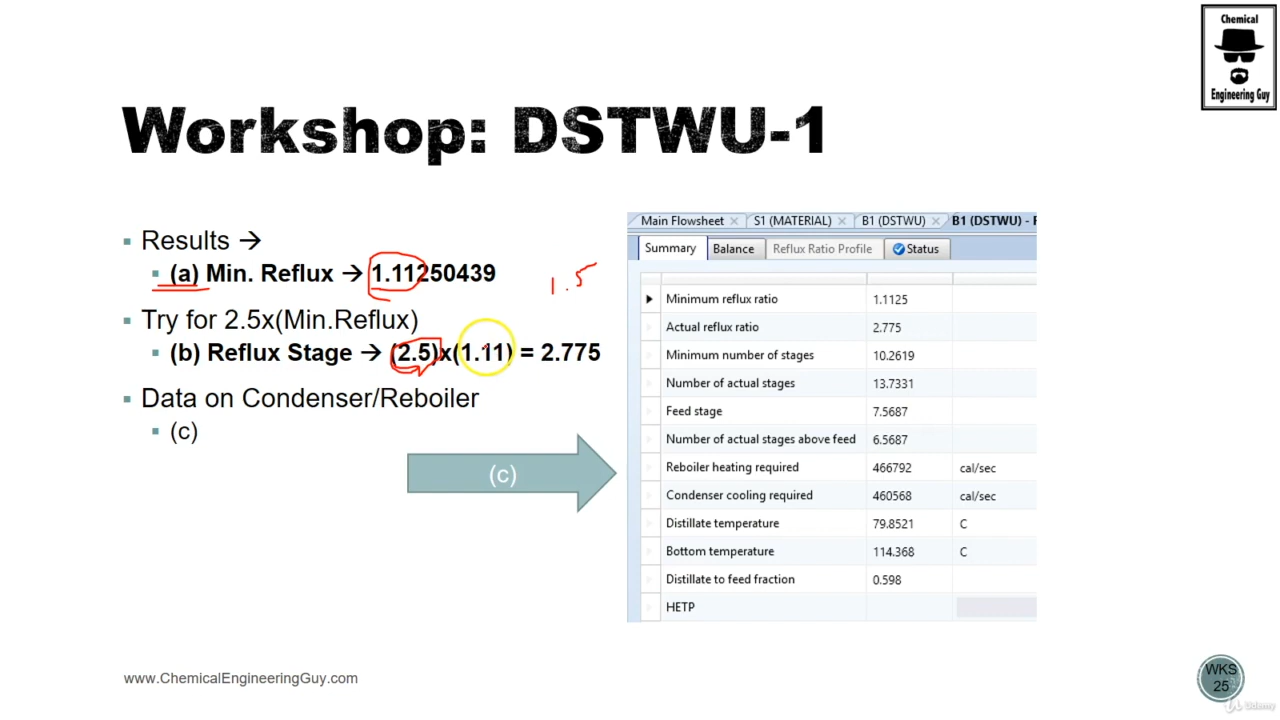 Chemical
Engineering Guy
Workshop: DSTWU-1
Results →
(a) Min. Reflux → 1.11250439
1.5
Try for 2.5x(Min.Reflux)
(b) Reflux Stage → (2.5)x(1.11) = 2.775
Data on Condenser/Reboiler
(c)
(c)
Main Flowsheet S1 (MATERIAL) B1 (DSTWU) B1 (DSTWU) -
Summary Balance Reflux Ratio Profile Status
Minimum reflux ratio 1.1125
Actual reflux ratio 2.775
Minimum number of stages 10.2619
Number of actual stages 13.7331
Feed stage 7.5687
Number of actual stages above feed 6.5687
Reboiler heating required 466792 cal/sec
Condenser cooling required 460568 cal/sec
Distillate temperature 79.8521 C
Bottom temperature 114.368 C
Distillate to feed fraction 0.598
HETP
www.ChemicalEngineeringGuy.com
WKS
25
Udemy